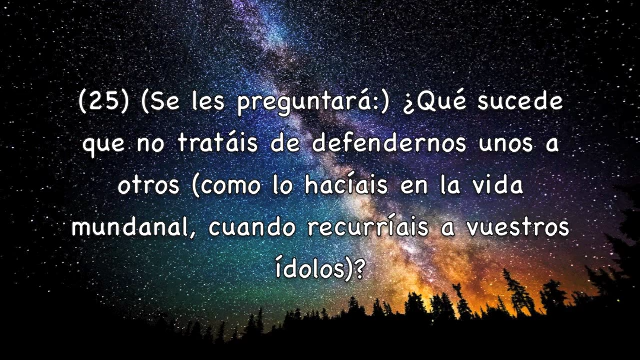 (25) (Se les preguntará:) ¿Qué sucede
que no tratáis de defendernos unos a
otros (como lo hacíais en la vida
mundanal, cuando recurríais a vuestros
ídolos)?